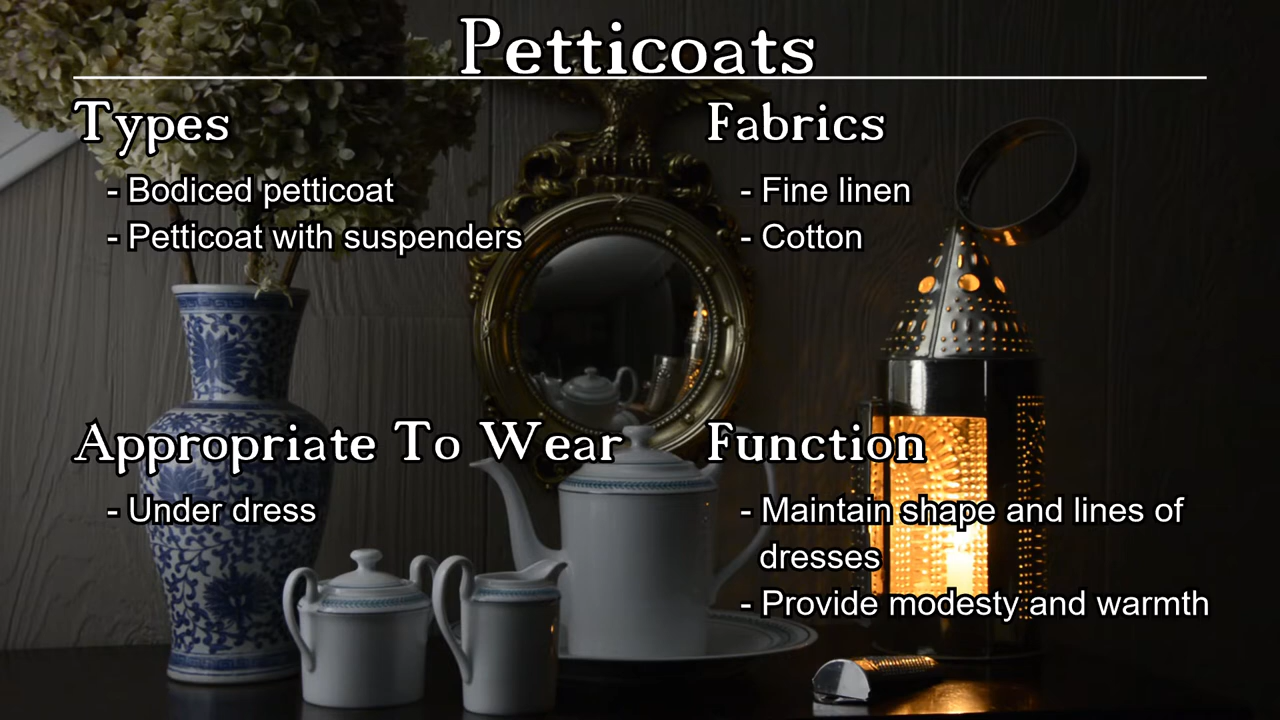 Petticoats
Types
- Bodiced petticoat
- Petticoat with suspenders
Fabrics
- Fine linen
- Cotton
Appropriate To Wear
- Under dress
Function
- Maintain shape and lines of
dresses
- Provide modesty and warmth